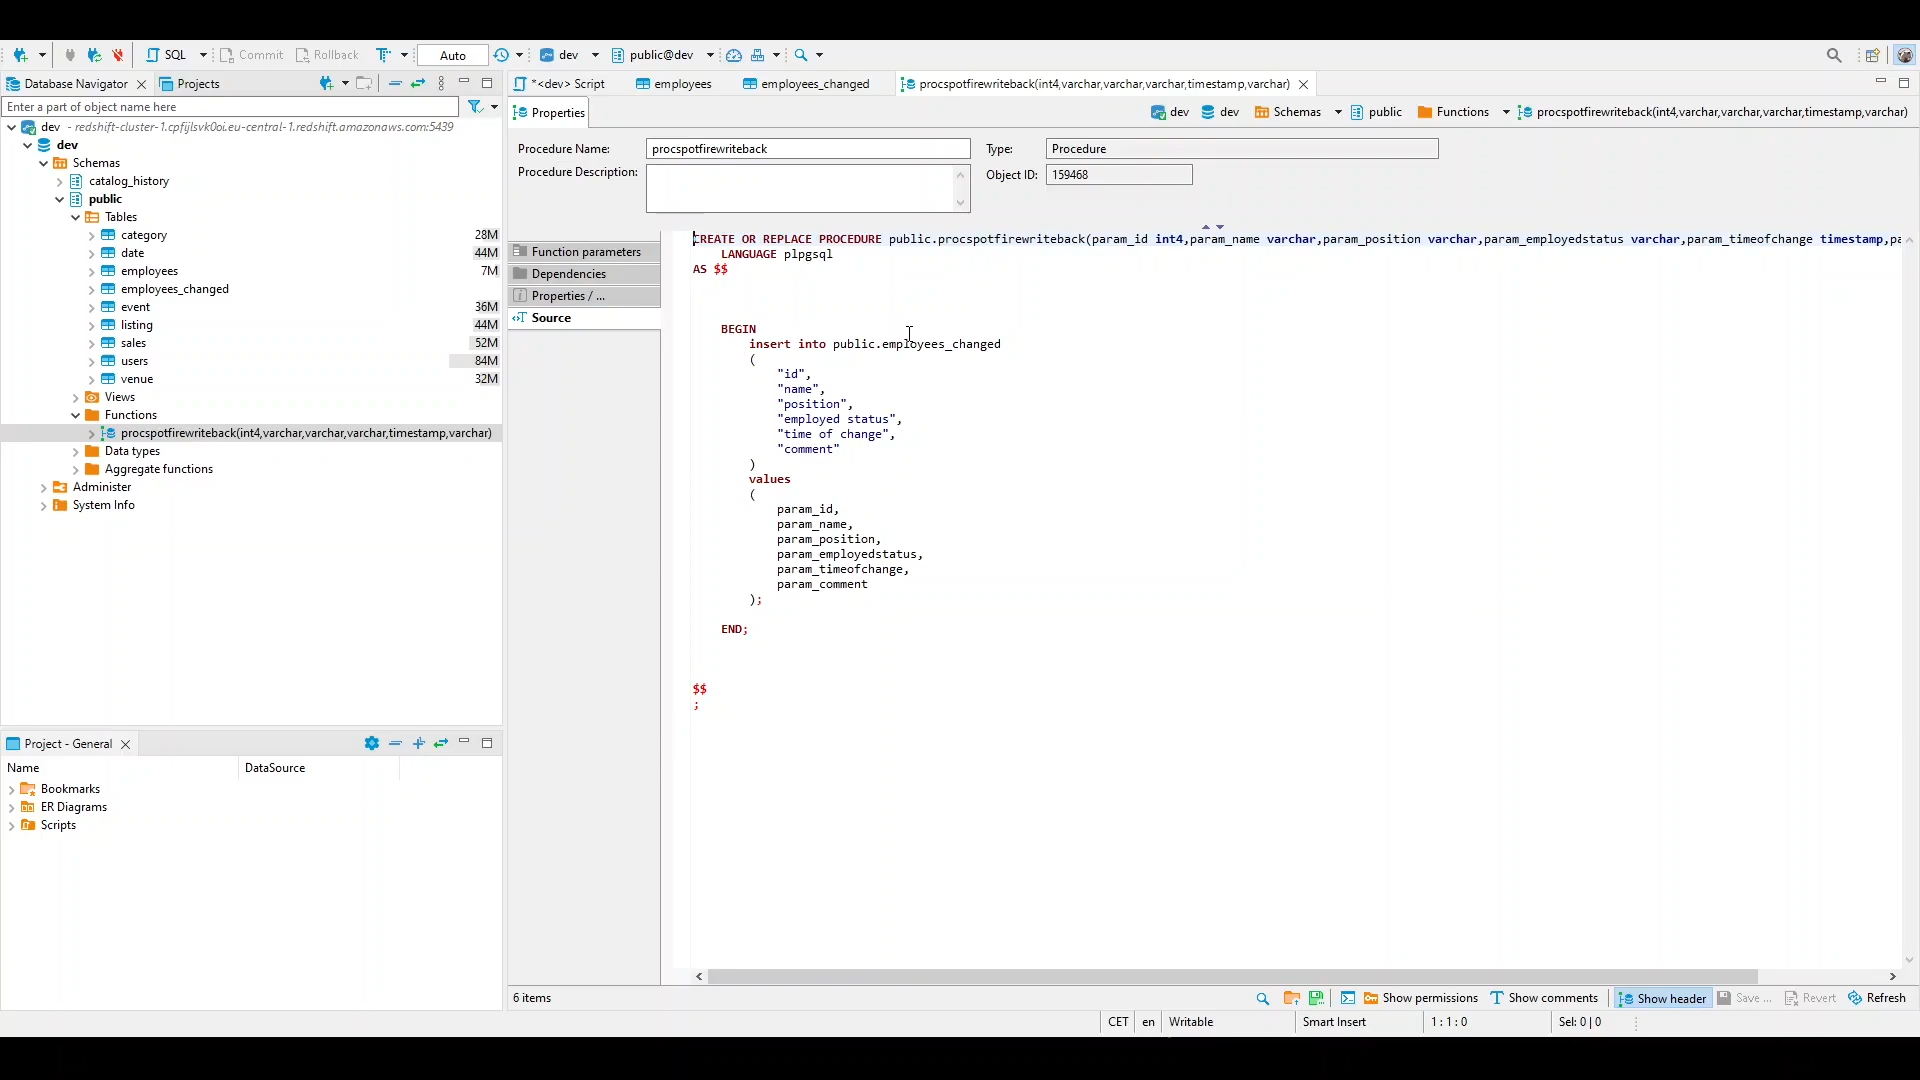 SQL Commit Rollback Auto dev public@dev
Database Navigator Projects
Enter a part of object name here
dev - redshift-cluster-1.cpfijlsvk0oi.eu-central-1.redshift.amazonaws.com:5439
dev
Schemas
catalog_history
public
Tables
category 28M
date 44M
employees 7M
employees_changed
event 36M
listing 44M
sales 52M
users 84M
venue 32M
Views
Functions
procspotfirewriteback(int4,varchar,varchar,varchar,timestamp,varchar)
Data types
Aggregate functions
Administer
System Info
Project - General
Name DataSource
Bookmarks
ER Diagrams
Scripts
*<dev> Script employees employees_changed procspotfirewriteback(int4,varchar,varchar,varchar,timestamp,varchar)
Properties dev dev Schemas public Functions procspotfirewriteback(int4,varchar,varchar,varchar,timestamp,varchar)
Procedure Name: procspotfirewriteback Type: Procedure
Procedure Description: Object ID: 159468
Function parameters
Dependencies
Properties / ...
Source
CREATE OR REPLACE PROCEDURE public.procspotfirewriteback(param_id int4,param_name varchar,param_position varchar,param_employedstatus varchar,param_timeofchange timestamp,pa
LANGUAGE plpgsql
AS $$
BEGIN
insert into public.employees_changed
(
"id",
"name",
"position",
"employed status",
"time of change",
"comment"
)
values
(
param_id,
param_name,
param_position,
param_employedstatus,
param_timeofchange,
param_comment
);
END;
$$
;
6 items Show permissions Show comments Show header Save ... Revert Refresh
CET en Writable Smart Insert 1 : 1 : 0 Sel: 0 | 0